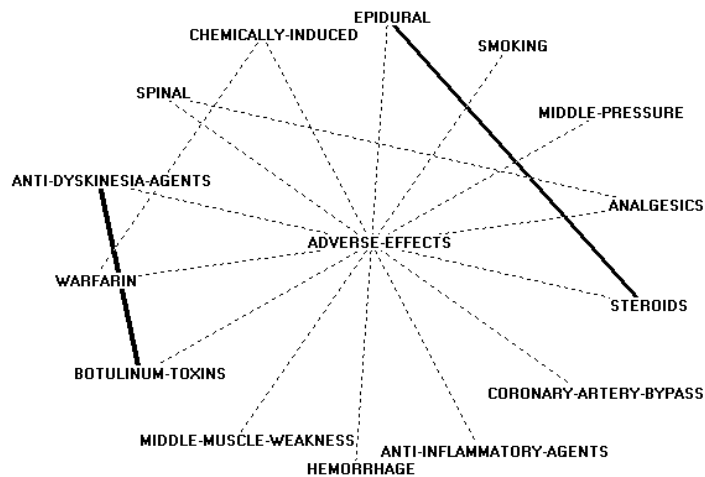 EPIDURAL
CHEMICALLY-INDUCED
SMOKING
SPINAL
MIDDLE-PRESSURE
ANTI-DYSKINESIA-AGENTS
ANALGESICS
ADVERSE-EFFECTS
WARFARIN
STEROIDS
BOTULINUM-TOXINS
CORONARY-ARTERY-BYPASS
MIDDLE-MUSCLE-WEAKNESS
ANTI-INFLAMMATORY-AGENTS
HEMORRHAGE